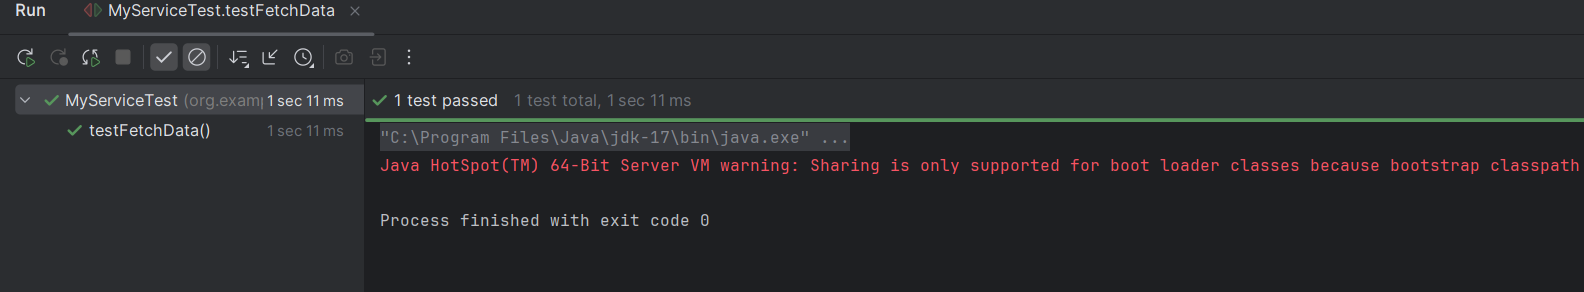 Run MyServiceTest.testFetchData
MyServiceTest (org.examp 1 sec 11 ms
1 test passed 1 test total, 1 sec 11 ms
testFetchData() 1 sec 11 ms
"C:\Program Files\Java\jdk-17\bin\java.exe" ...
Java HotSpot(TM) 64-Bit Server VM warning: Sharing is only supported for boot loader classes because bootstrap classpath
Process finished with exit code 0